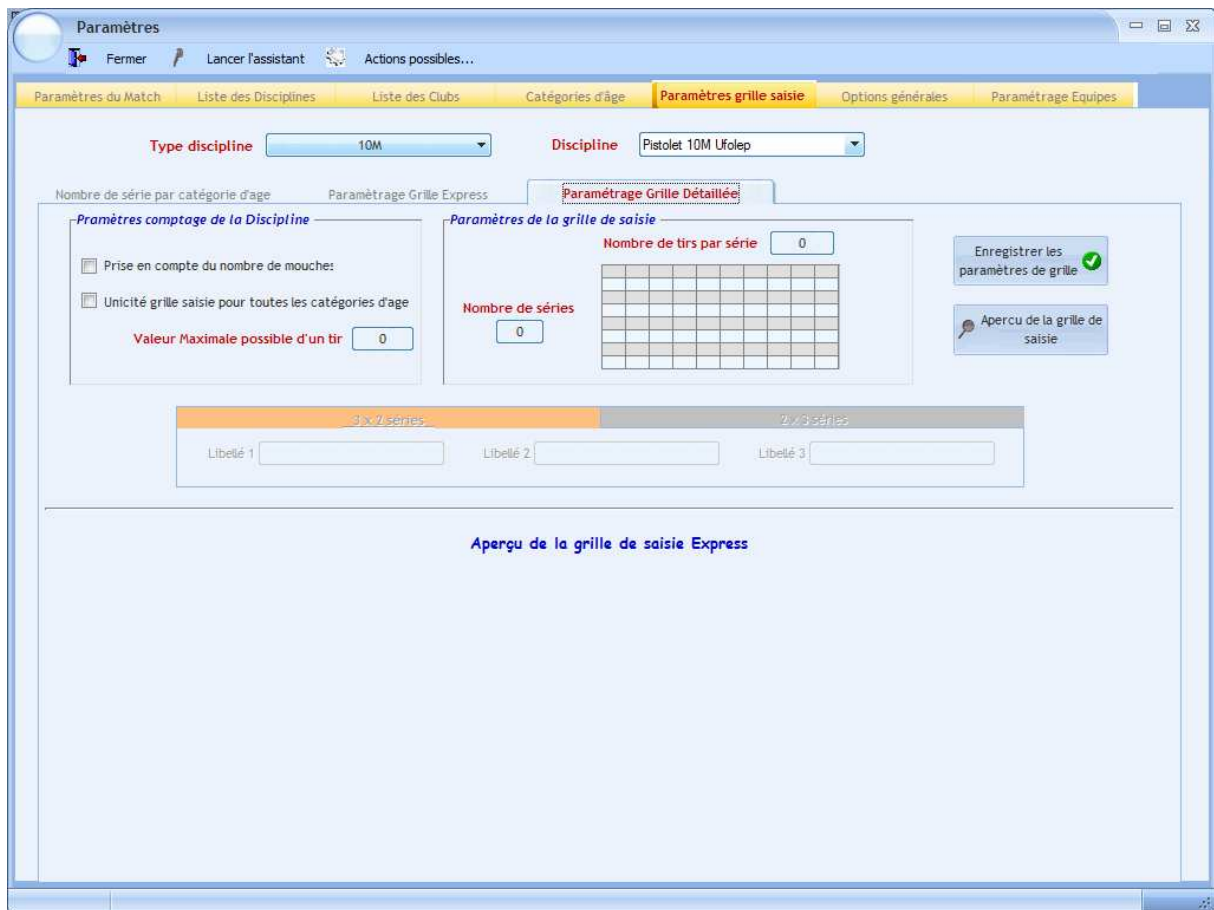 Paramètres
Fermer Lancer l'assistant Actions possibles...
Paramètres du Match Liste des Disciplines Liste des Clubs Catégories d'âge Paramètres grille saisie Options générales Paramétrage Equipes
Type discipline 10M Discipline Pistolet 10M Ufolep
Nombre de série par catégorie d'age Paramètrage Grille Express Paramétrage Grille Détaillée
Pramètres comptage de la Discipline Paramètres de la grille de saisie
Nombre de tirs par série 0
Prise en compte du nombre de mouches
Unicité grille saisie pour toutes les catégories d'age
Valeur Maximale possible d'un tir 0
Nombre de séries
0
Enregistrer les
paramètres de grille
Apercu de la grille de
saisie
3 x 2 séries 2 x 3 séries
Libellé 1 Libellé 2 Libellé 3
Aperçu de la grille de saisie Express